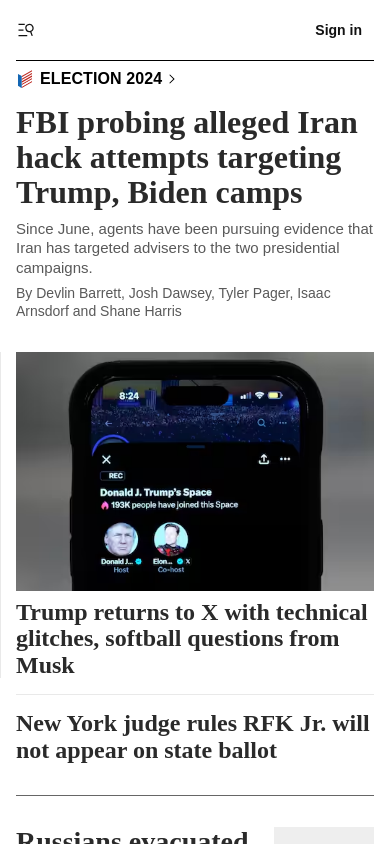 Sign in
ELECTION 2024
FBI probing alleged Iran
hack attempts targeting
Trump, Biden camps
Since June, agents have been pursuing evidence that
Iran has targeted advisers to the two presidential
campaigns.
By Devlin Barrett, Josh Dawsey, Tyler Pager, Isaac
Arnsdorf and Shane Harris
8:24
REC
Donald J. Trump's Space
193K people have joined this Space
Donald J... Elon... X
Host Co-host
Trump returns to X with technical
glitches, softball questions from
Musk
New York judge rules RFK Jr. will
not appear on state ballot
Russians evacuated